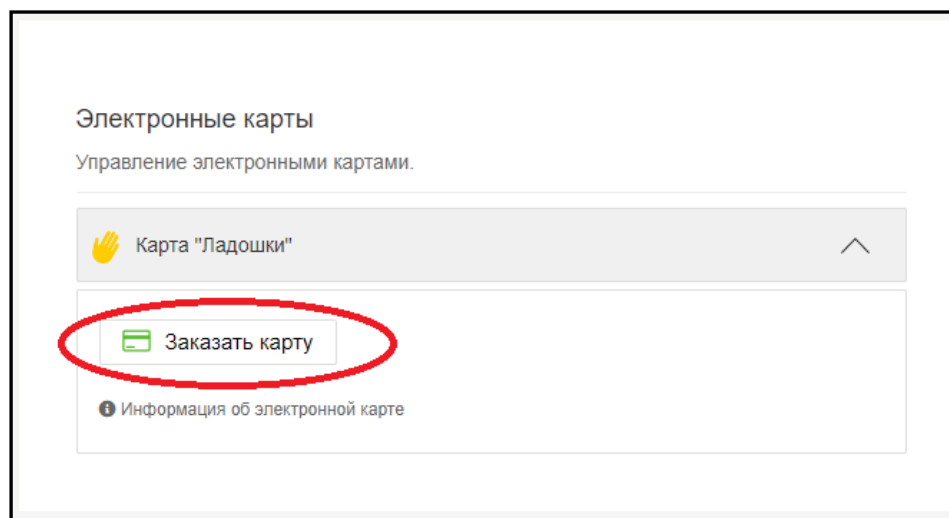 Электронные карты
Управление электронными картами.
Карта "Ладошки"
Заказать карту
Информация об электронной карте